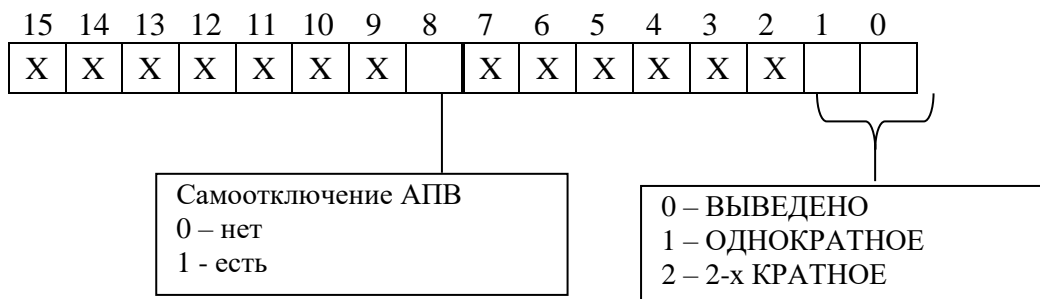 15 14 13 12 11 10 9 8 7 6 5 4 3 2 1 0
X X X X X X X X X X X X X
Самоотключение АПВ
0 – нет
1 - есть
0 – ВЫВЕДЕНО
1 – ОДНОКРАТНОЕ
2 – 2-х КРАТНОЕ